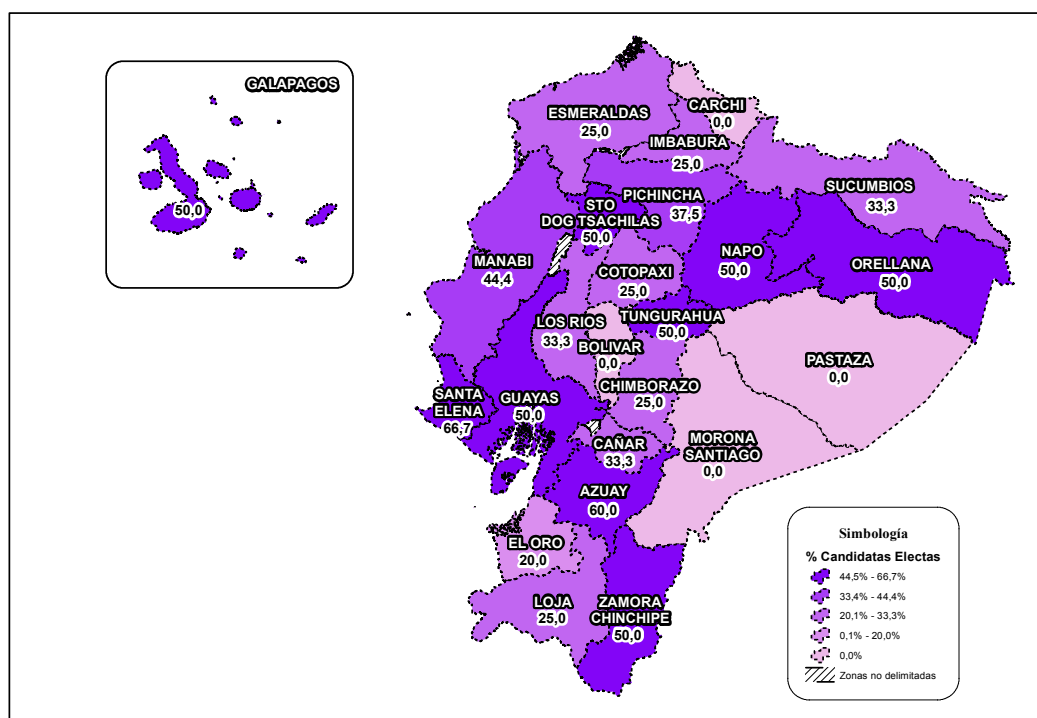 GALAPAGOS
50,0
ESMERALDAS
25,0
CARCHI
0,0
IMBABURA
25,0
SUCUMBIOS
33,3
PICHINCHA
37,5
STO
DOG TSACHILAS
50,0
MANABI
44,4
NAPO
50,0
ORELLANA
50,0
COTOPAXI
25,0
TUNGURAHUA
50,0
LOS RIOS
33,3
BOLIVAR
0,0
PASTAZA
0,0
CHIMBORAZO
25,0
SANTA
ELENA
66,7
GUAYAS
50,0
CAÑAR
33,3
MORONA
SANTIAGO
0,0
AZUAY
60,0
EL ORO
20,0
LOJA
25,0
ZAMORA
CHINCHIPE
50,0
Simbología
% Candidatas Electas
44,5% - 66,7%
33,4% - 44,4%
20,1% - 33,3%
0,1% - 20,0%
0,0%
Zonas no delimitadas